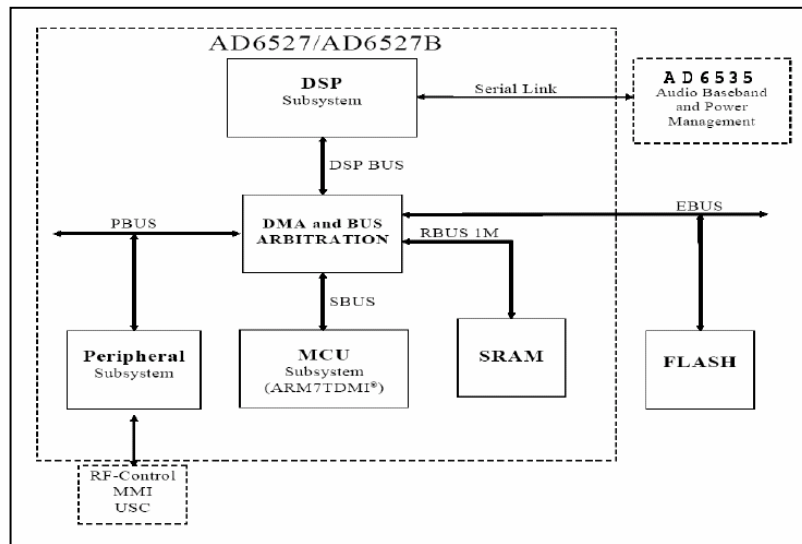 AD6527/AD6527B
DSP
Subsystem
Serial Link
AD6535
Audio Baseband
and Power
Management
DSP BUS
PBUS
DMA and BUS
ARBITRATION
EBUS
RBUS 1M
SBUS
Peripheral
Subsystem
MCU
Subsystem
(ARM7TDMI®)
SRAM
FLASH
RF-Control
MMI
USC